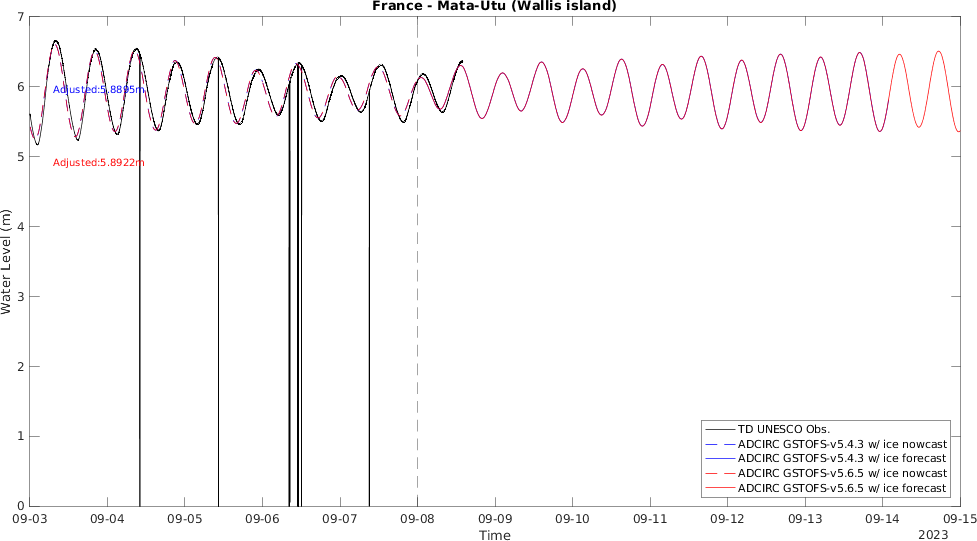 France - Mata-Utu (Wallis island)
7
6
5
4
3
2
1
0
Water Level (m)
Adjusted:5.8895m
Adjusted:5.8922m
TD UNESCO Obs.
ADCIRC GSTOFS-v5.4.3 w/ ice nowcast
ADCIRC GSTOFS-v5.4.3 w/ ice forecast
ADCIRC GSTOFS-v5.6.5 w/ ice nowcast
ADCIRC GSTOFS-v5.6.5 w/ ice forecast
09-03 09-04 09-05 09-06 09-07 09-08 09-09 09-10 09-11 09-12 09-13 09-14 09-15
Time
2023